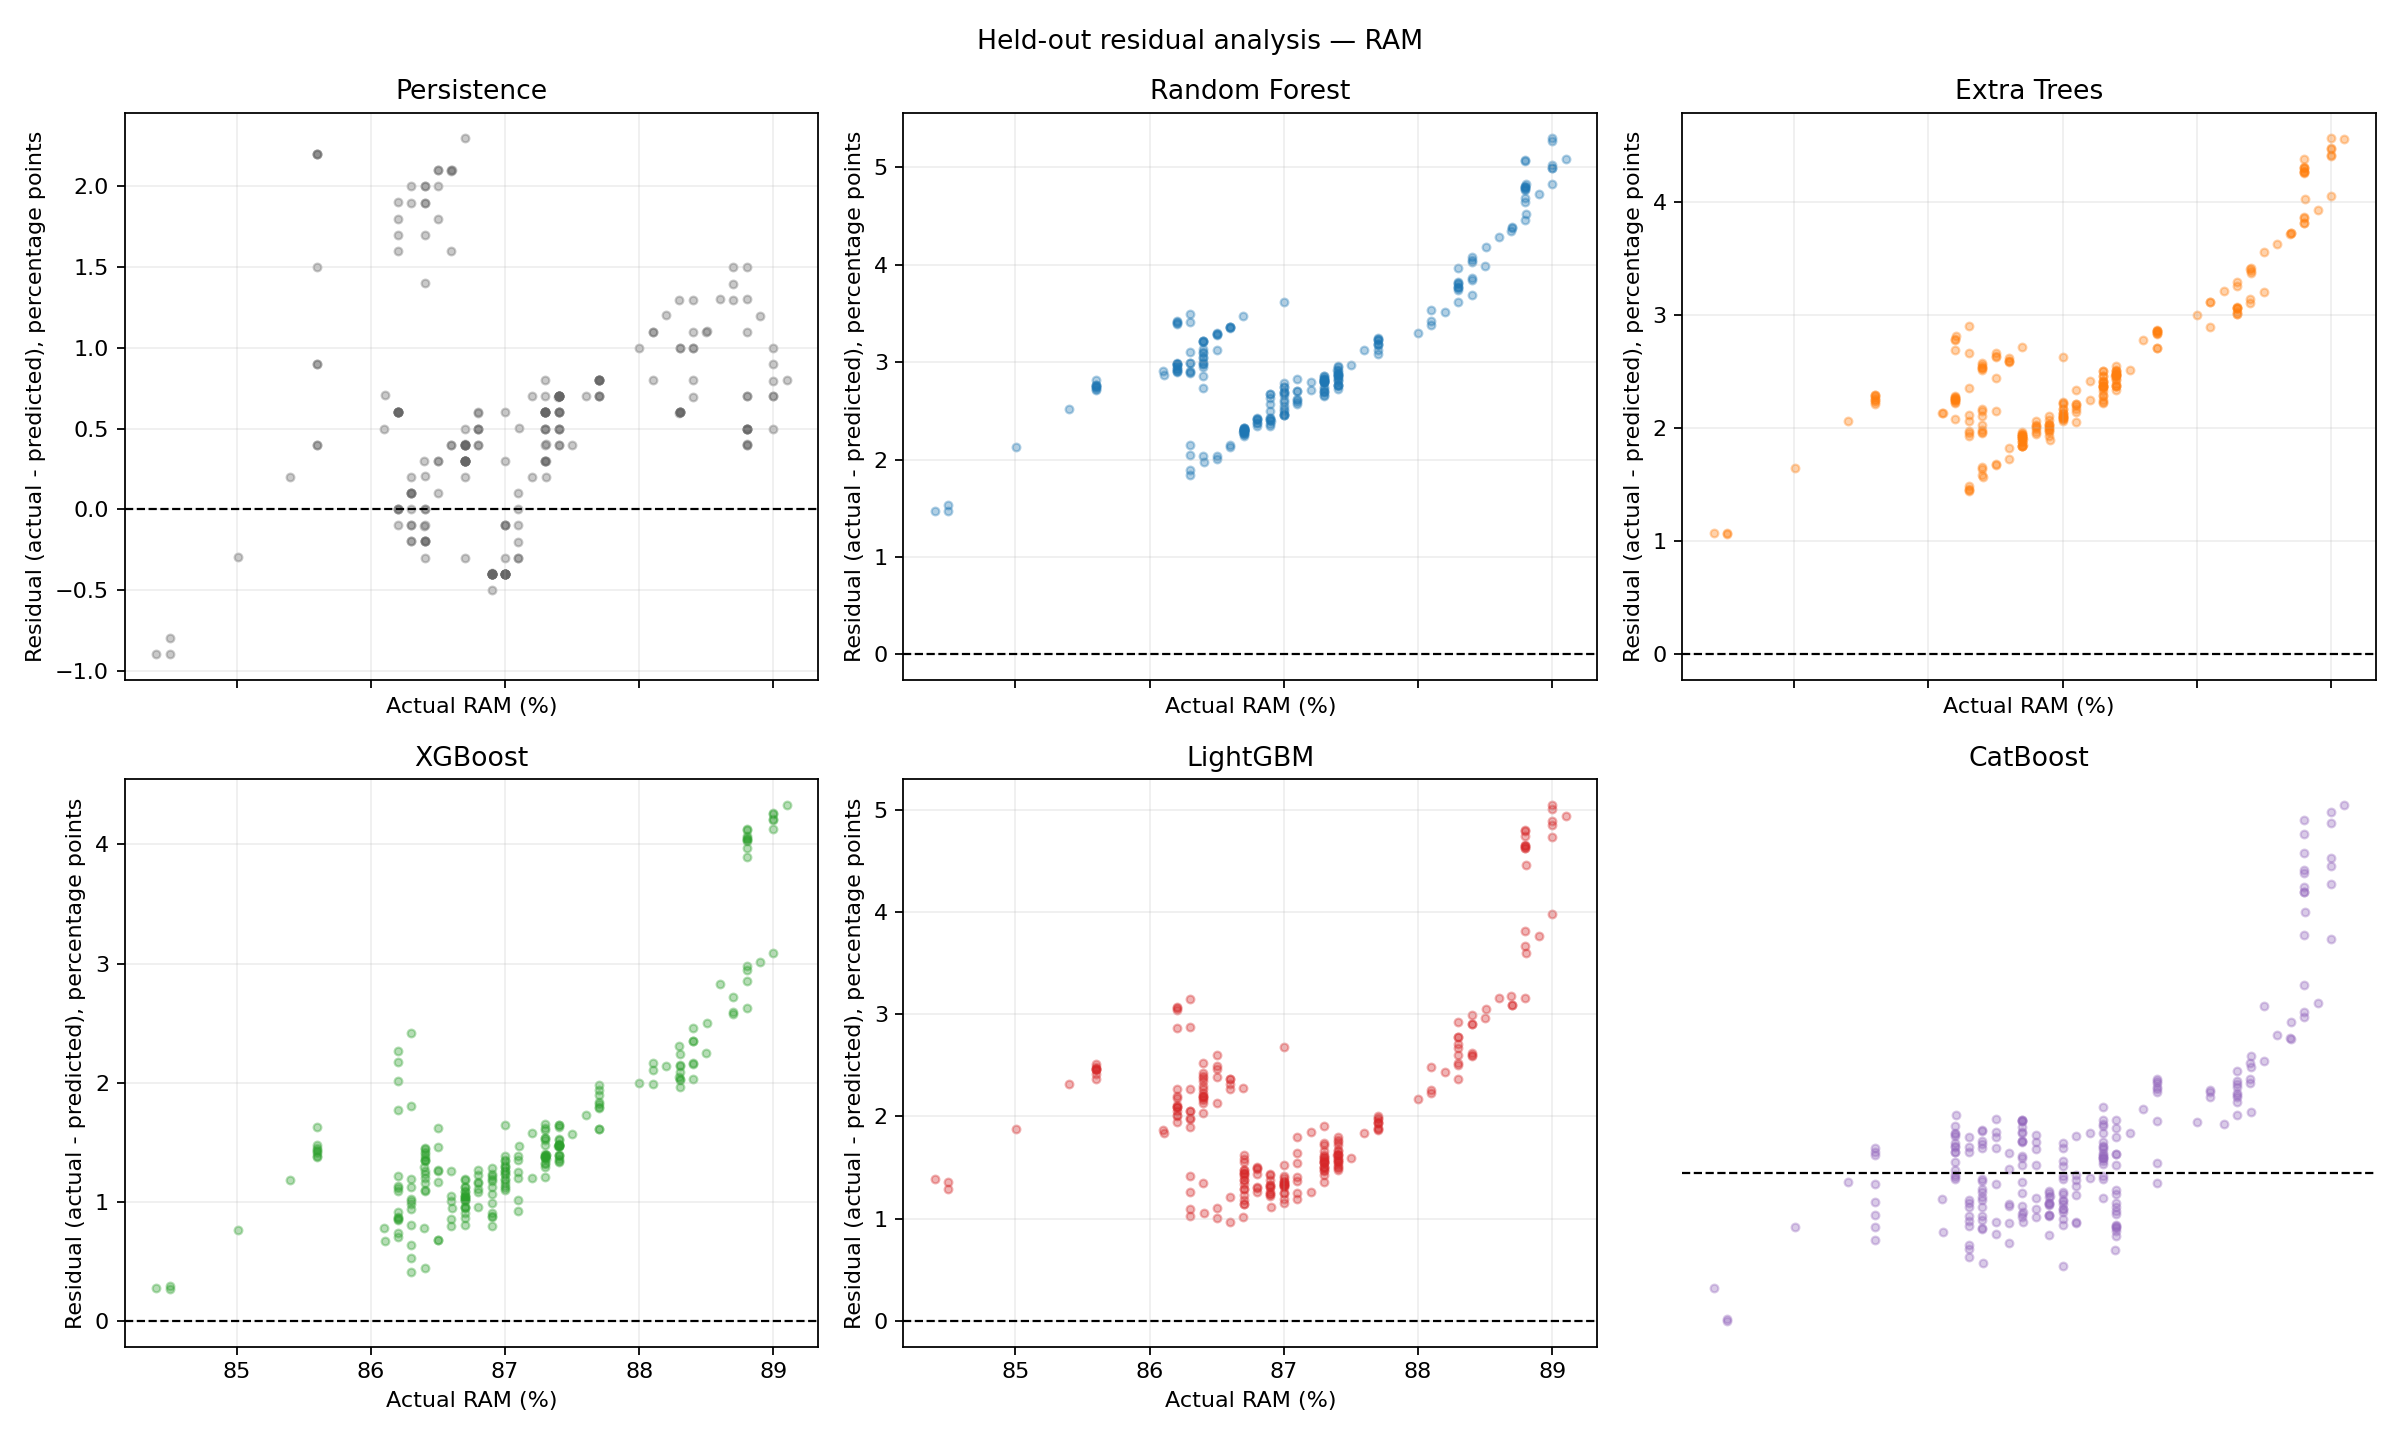 Held-out residual analysis — RAM
Persistence
Residual (actual - predicted), percentage points
2.0
1.5
1.0
0.5
0.0
−0.5
−1.0
Actual RAM (%)
Random Forest
Residual (actual - predicted), percentage points
5
4
3
2
1
0
Actual RAM (%)
Extra Trees
Residual (actual - predicted), percentage points
4
3
2
1
0
Actual RAM (%)
XGBoost
Residual (actual - predicted), percentage points
4
3
2
1
0
85 86 87 88 89
Actual RAM (%)
LightGBM
Residual (actual - predicted), percentage points
5
4
3
2
1
0
85 86 87 88 89
Actual RAM (%)
CatBoost